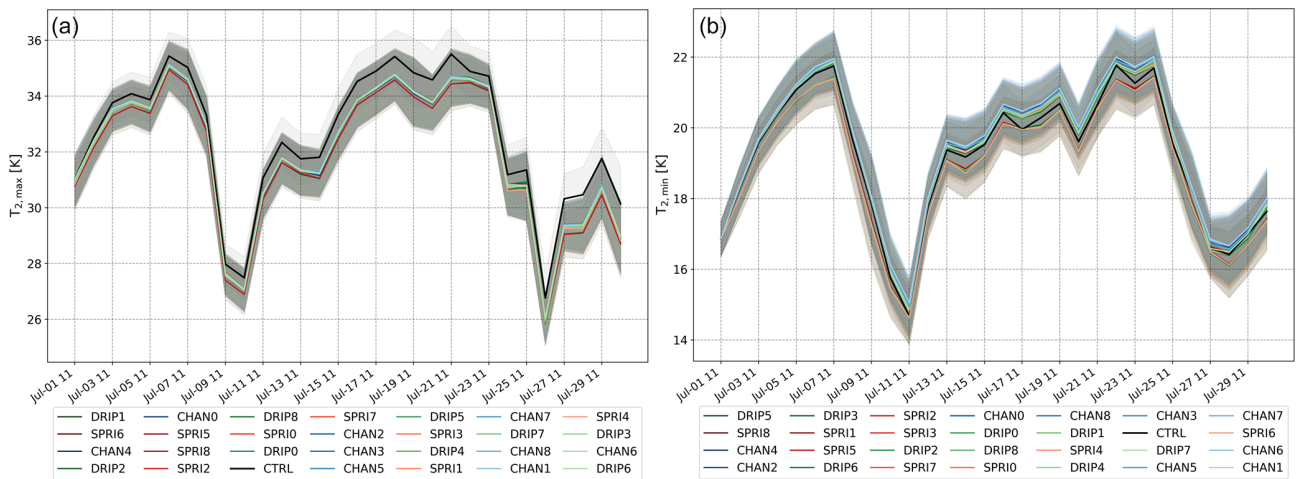 (a)
T2, max [K]
36
34
32
30
28
26
Jul-01 11
Jul-03 11
Jul-05 11
Jul-07 11
Jul-09 11
Jul-11 11
Jul-13 11
Jul-15 11
Jul-17 11
Jul-19 11
Jul-21 11
Jul-23 11
Jul-25 11
Jul-27 11
Jul-29 11
DRIP1 CHAN0 DRIP8 SPRI7 DRIP5 CHAN7 SPRI4
SPRI6 SPRI5 SPRI0 CHAN2 SPRI3 DRIP7 DRIP3
CHAN4 SPRI8 DRIP0 CHAN3 DRIP4 CHAN8 CHAN6
DRIP2 SPRI2 CTRL CHAN5 SPRI1 CHAN1 DRIP6
(b)
T2, min [K]
22
20
18
16
14
Jul-01 11
Jul-03 11
Jul-05 11
Jul-07 11
Jul-09 11
Jul-11 11
Jul-13 11
Jul-15 11
Jul-17 11
Jul-19 11
Jul-21 11
Jul-23 11
Jul-25 11
Jul-27 11
Jul-29 11
DRIP5 DRIP3 SPRI2 CHAN0 CHAN8 CHAN3 CHAN7
SPRI8 SPRI1 SPRI3 DRIP0 DRIP1 CTRL SPRI6
CHAN4 SPRI5 DRIP2 DRIP8 SPRI4 DRIP7 CHAN6
CHAN2 DRIP6 SPRI7 SPRI0 DRIP4 CHAN5 CHAN1